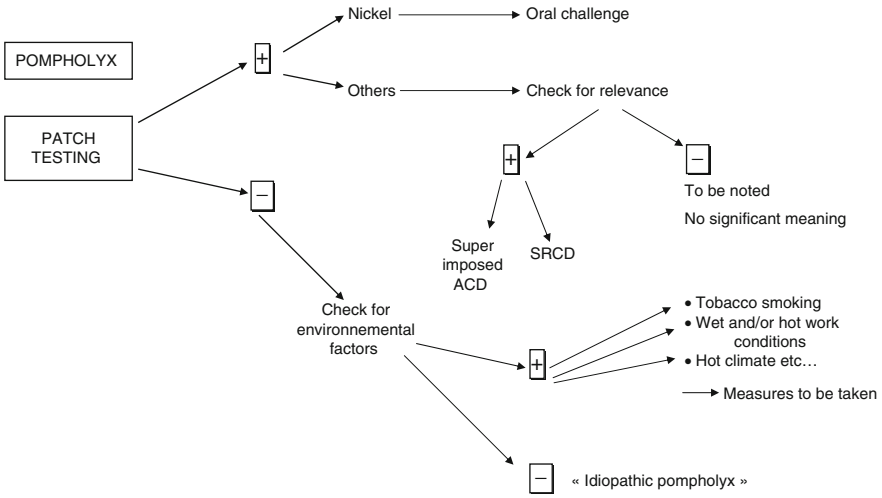 Nickel
Oral challenge
POMPHOLYX
+
Others
Check for relevance
PATCH
TESTING
+
−
−
To be noted
No significant meaning
Super
imposed
ACD
SRCD
Check for
environnemental
factors
+
• Tobacco smoking
• Wet and/or hot work
conditions
• Hot climate etc…
Measures to be taken
−
« Idiopathic pompholyx »